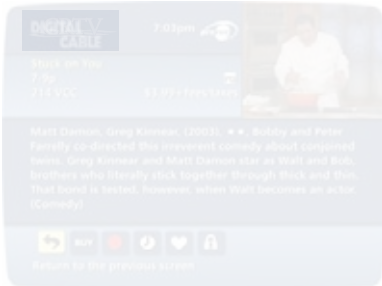 DIGITAL CABLE
7:03pm
Stuck on You
Matt Damon, Greg Kinnear. (2003). ★★. Bobby and Peter
Farrelly co-directed this irreverent comedy about conjoined
twins. Greg Kinnear and Matt Damon star as Walt and Bob,
brothers who literally stick together through thick and thin.
That bond is tested, however, when Walt becomes an actor.
(Comedy)
BUY
Return to the previous screen